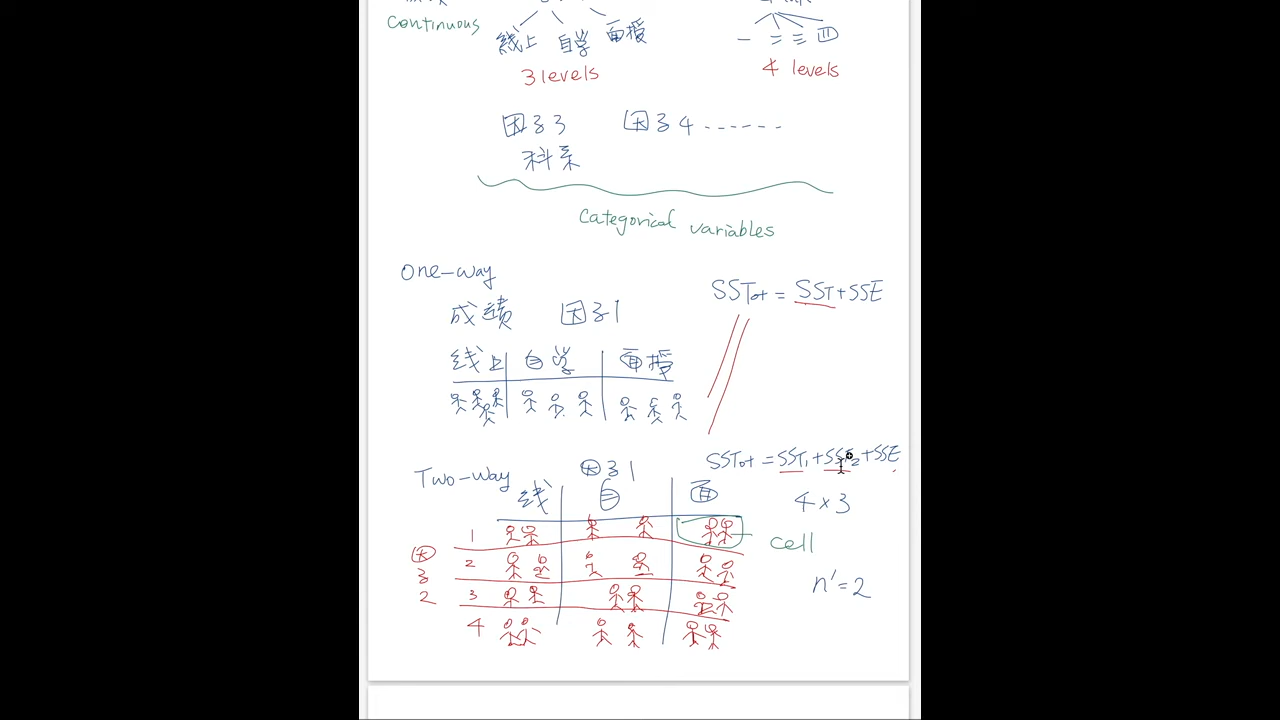 Continuous
線上 自学 面授
一 二 三 四
3 levels
4 levels
因子3 因子4 ------
科系
Categorical variables
One-way
SSTot = SST+SSE
成績 因子1
线上 自学 面授
SSTot = SST1+SST2+SSE
Two-way
因子1
线 自 面
4×3
1
cell
因子2
2
n'=2
3
4